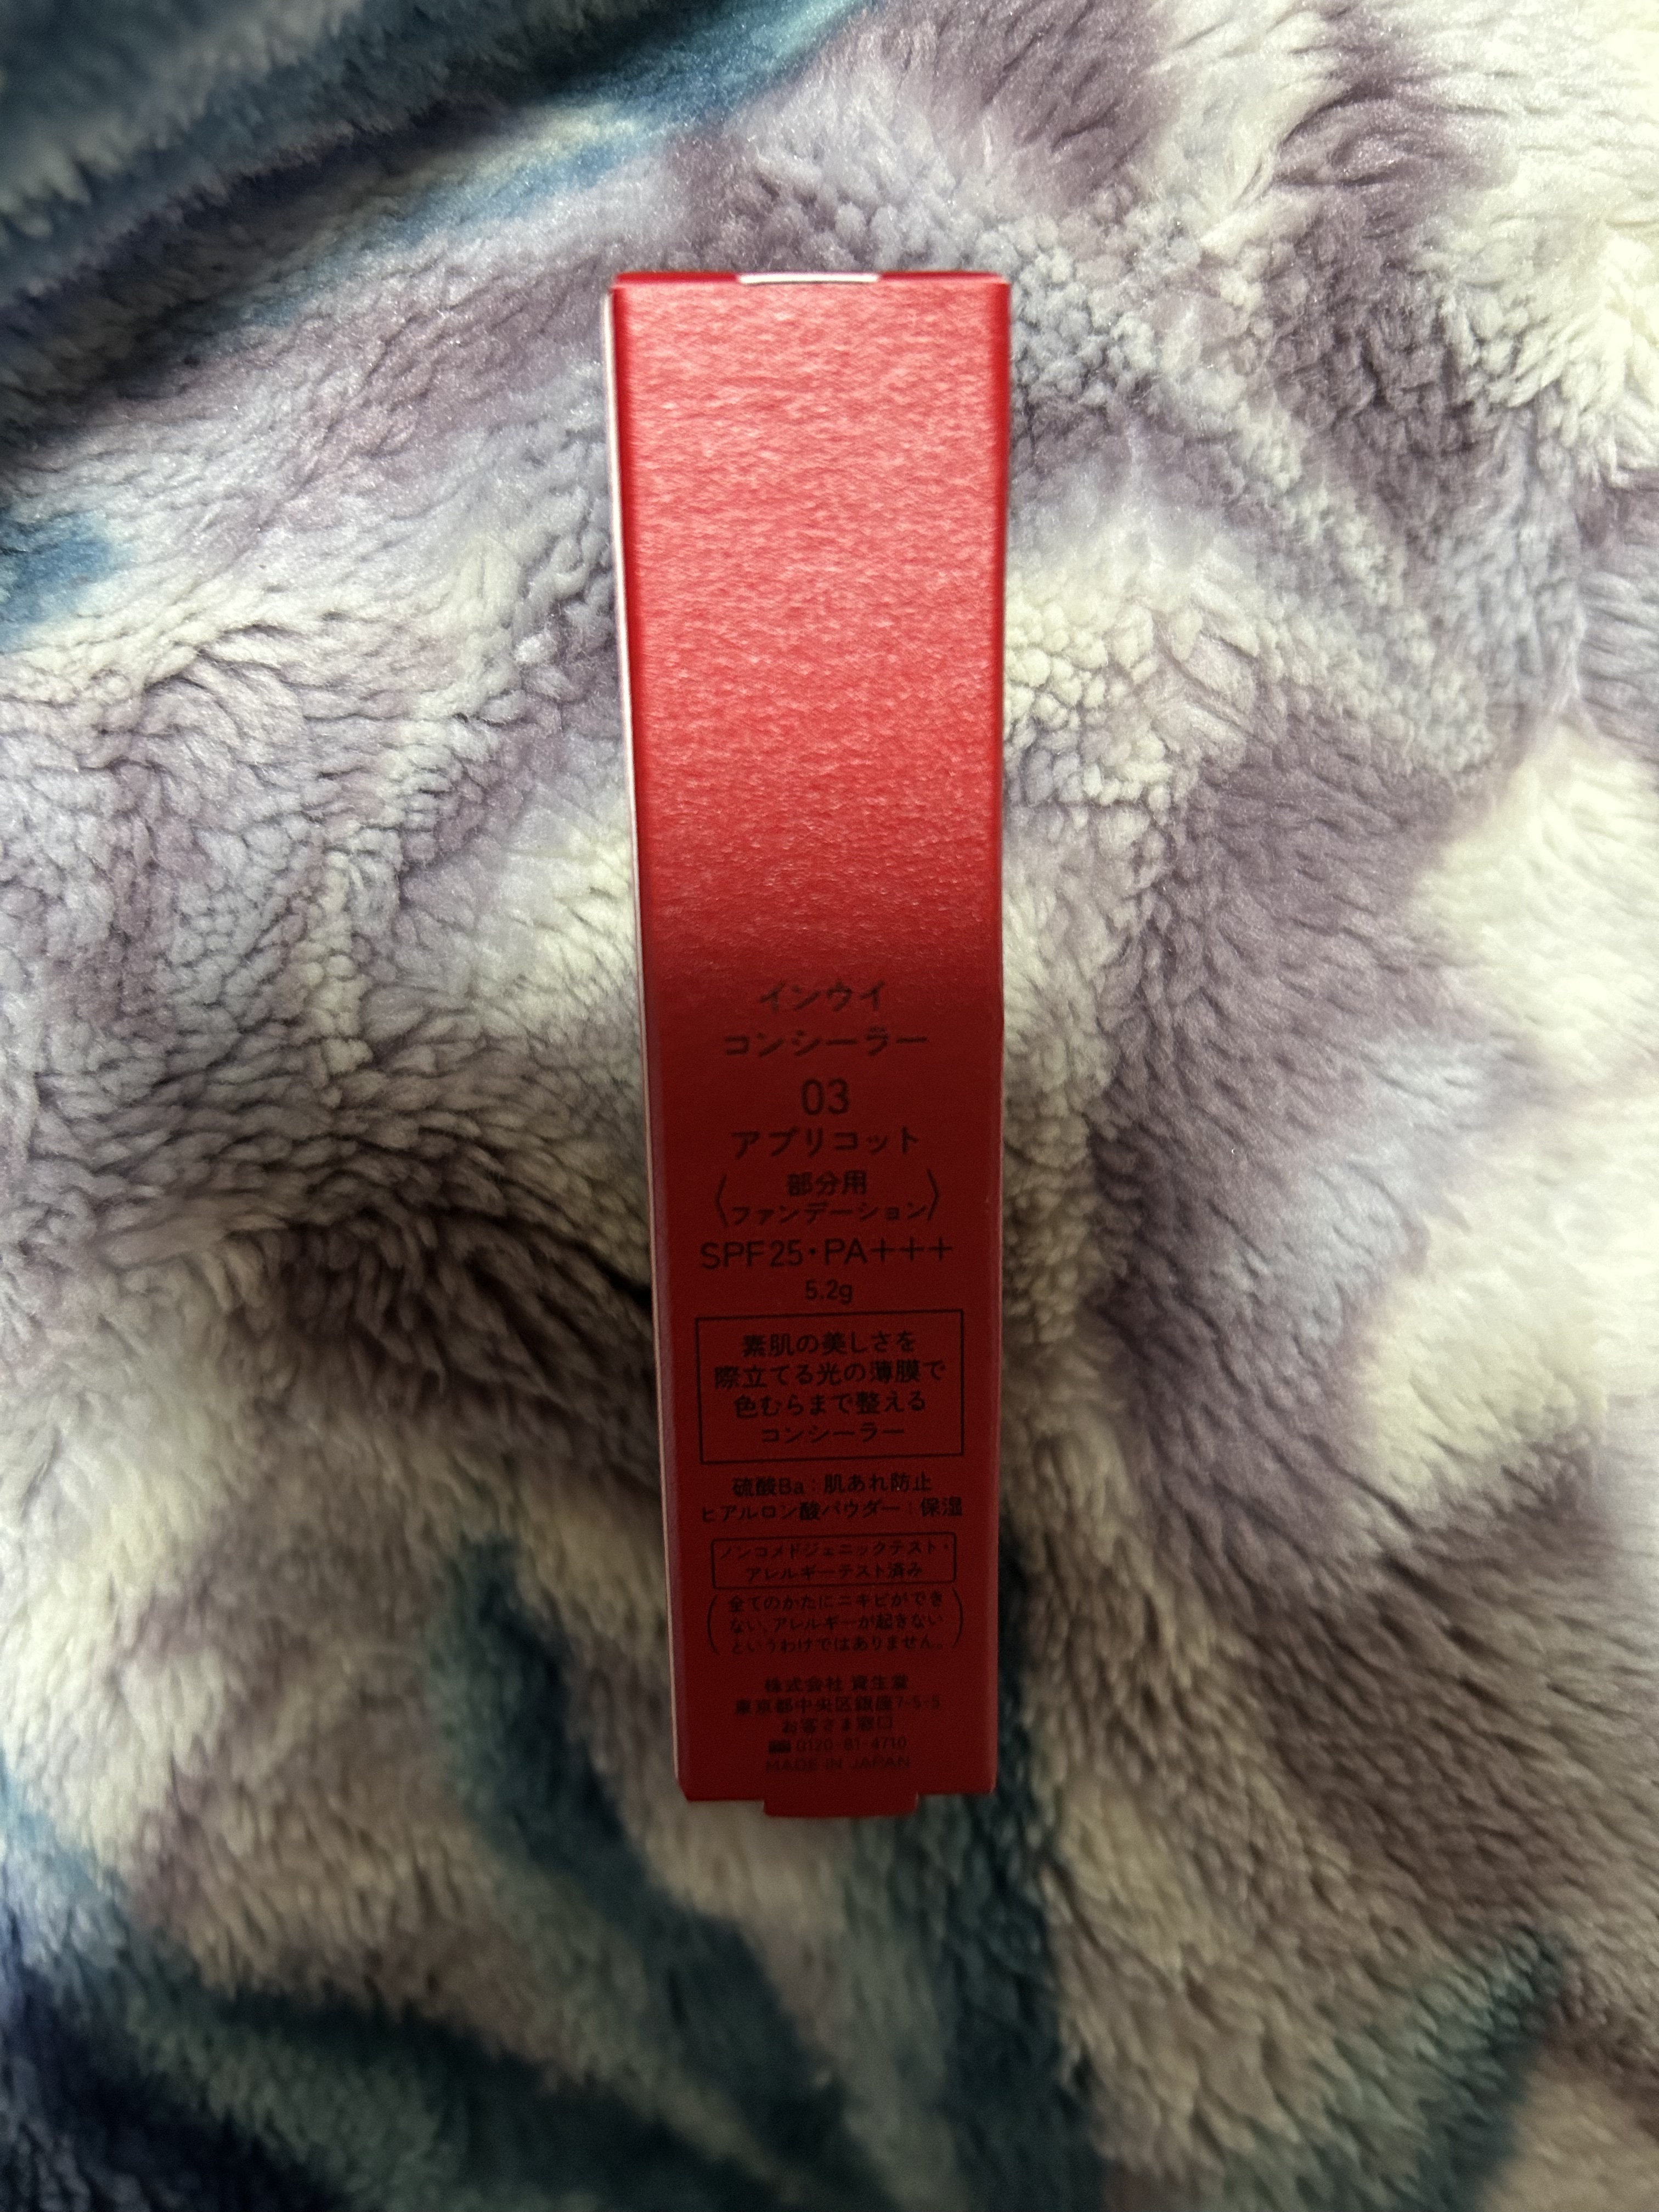 インウイ
コンシーラー
03
アプリコット
〈部分用
ファンデーション〉
SPF25・PA+++
5.2g
素肌の美しさを
際立てる光の薄膜で
色むらまで整える
コンシーラー
硫酸Ba：肌あれ防止
ヒアルロン酸パウダー：保湿
ノンコメドジェニックテスト・
アレルギーテスト済み
(全てのかたにニキビができ
ない、アレルギーが起きない
というわけではありません。)
株式会社 資生堂
東京都中央区銀座7-5-5
お客さま窓口
0120-81-4710
MADE IN JAPAN